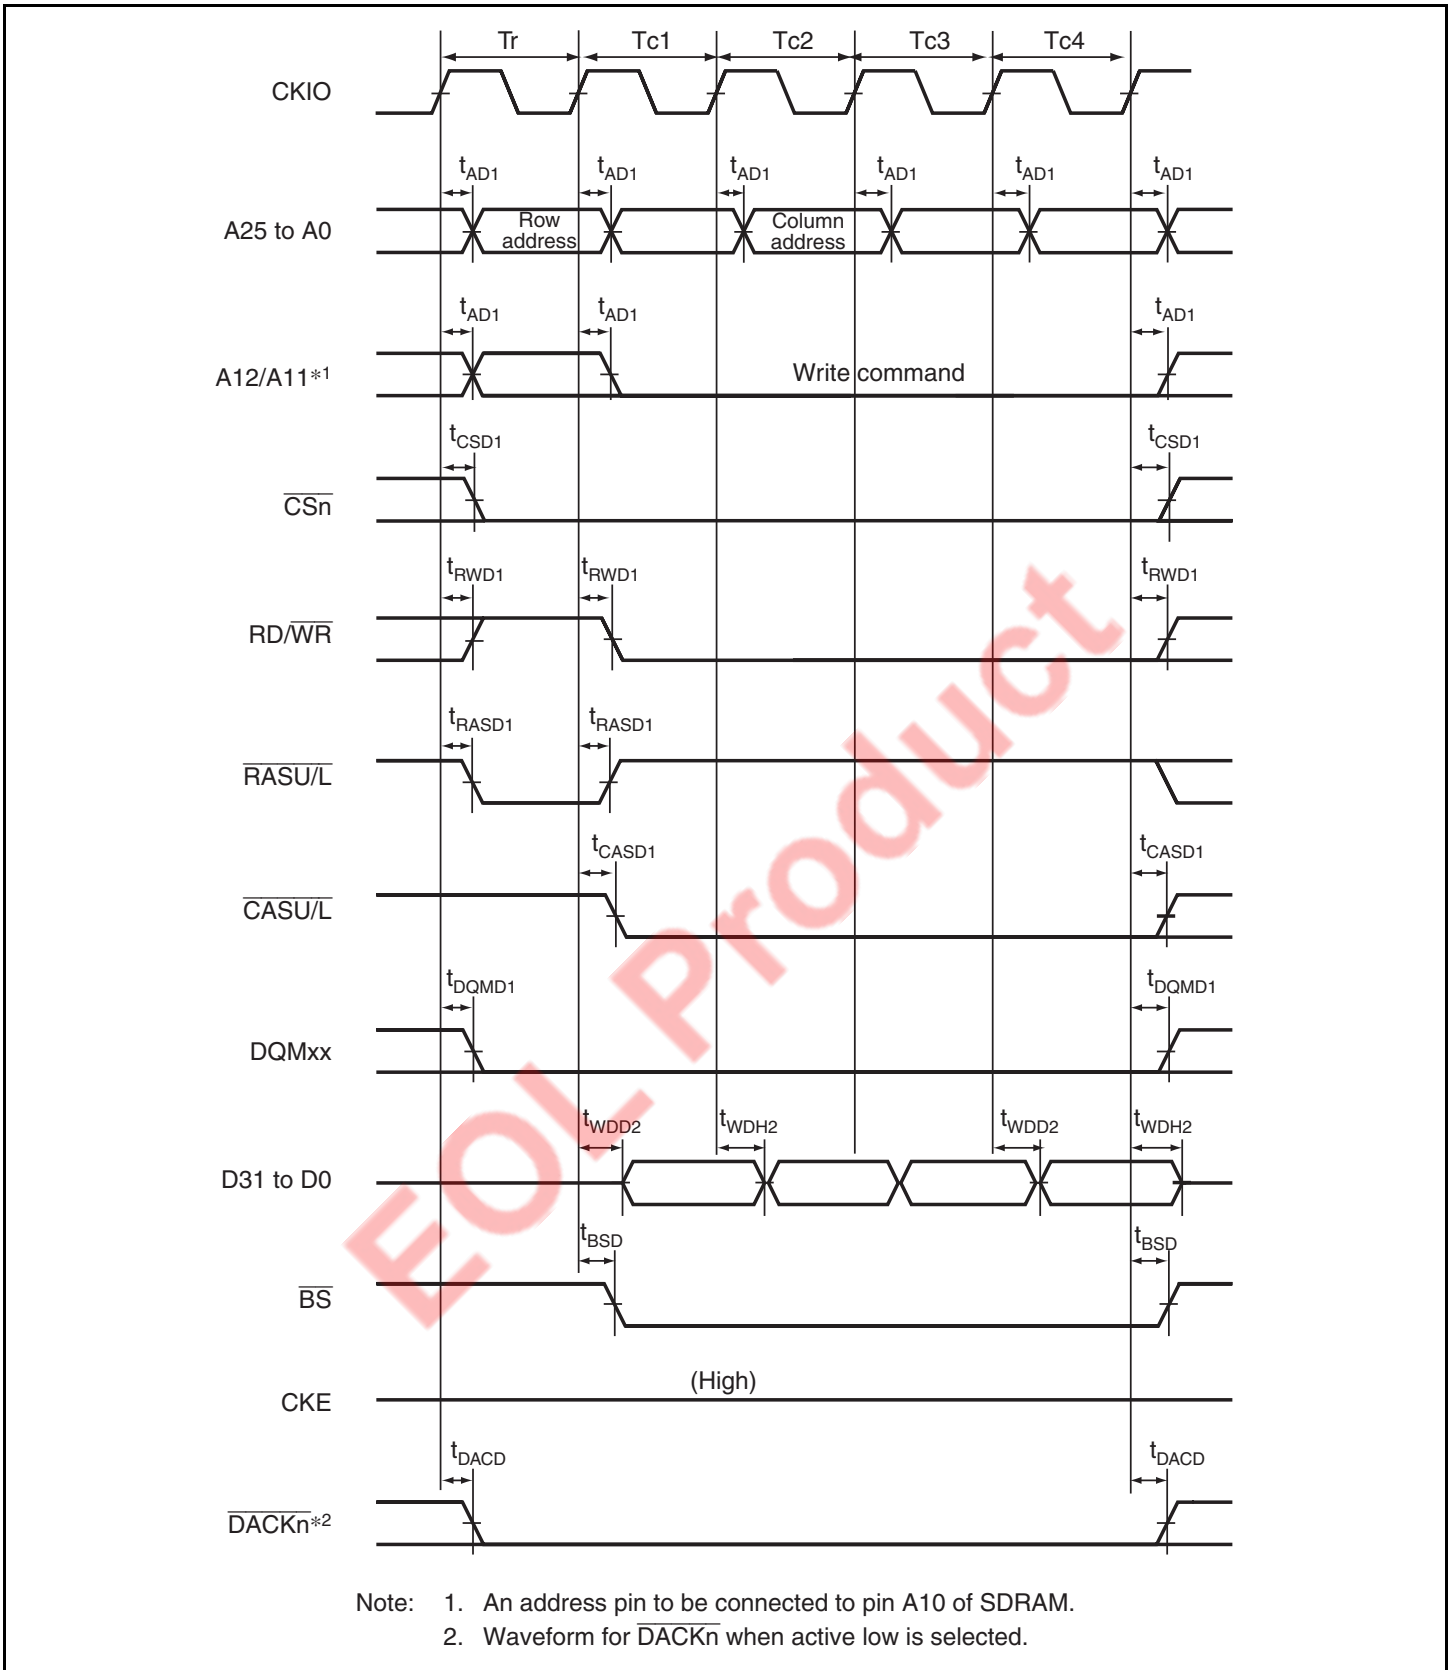 Tr Tc1 Tc2 Tc3 Tc4
CKIO
tAD1 tAD1 tAD1 tAD1 tAD1 tAD1
A25 to A0
Row address
Column address
tAD1 tAD1 tAD1
A12/A11*1
Write command
tCSD1 tCSD1
CSn
tRWD1 tRWD1 tRWD1
RD/WR
tRASD1 tRASD1
RASU/L
tCASD1 tCASD1
CASU/L
tDQMD1 tDQMD1
DQMxx
tWDD2 tWDH2 tWDD2 tWDH2
D31 to D0
tBSD tBSD
BS
(High)
CKE
tDACD tDACD
DACKn*2
EOL Product
Note: 1. An address pin to be connected to pin A10 of SDRAM.
2. Waveform for DACKn when active low is selected.